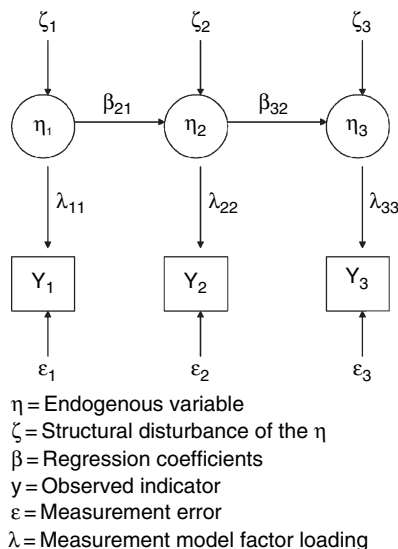 ζ1 ζ2 ζ3
β21 β32
η1 η2 η3
λ11 λ22 λ33
Y1 Y2 Y3
ε1 ε2 ε3
η = Endogenous variable
ζ = Structural disturbance of the η
β = Regression coefficients
y = Observed indicator
ε = Measurement error
λ = Measurement model factor loading